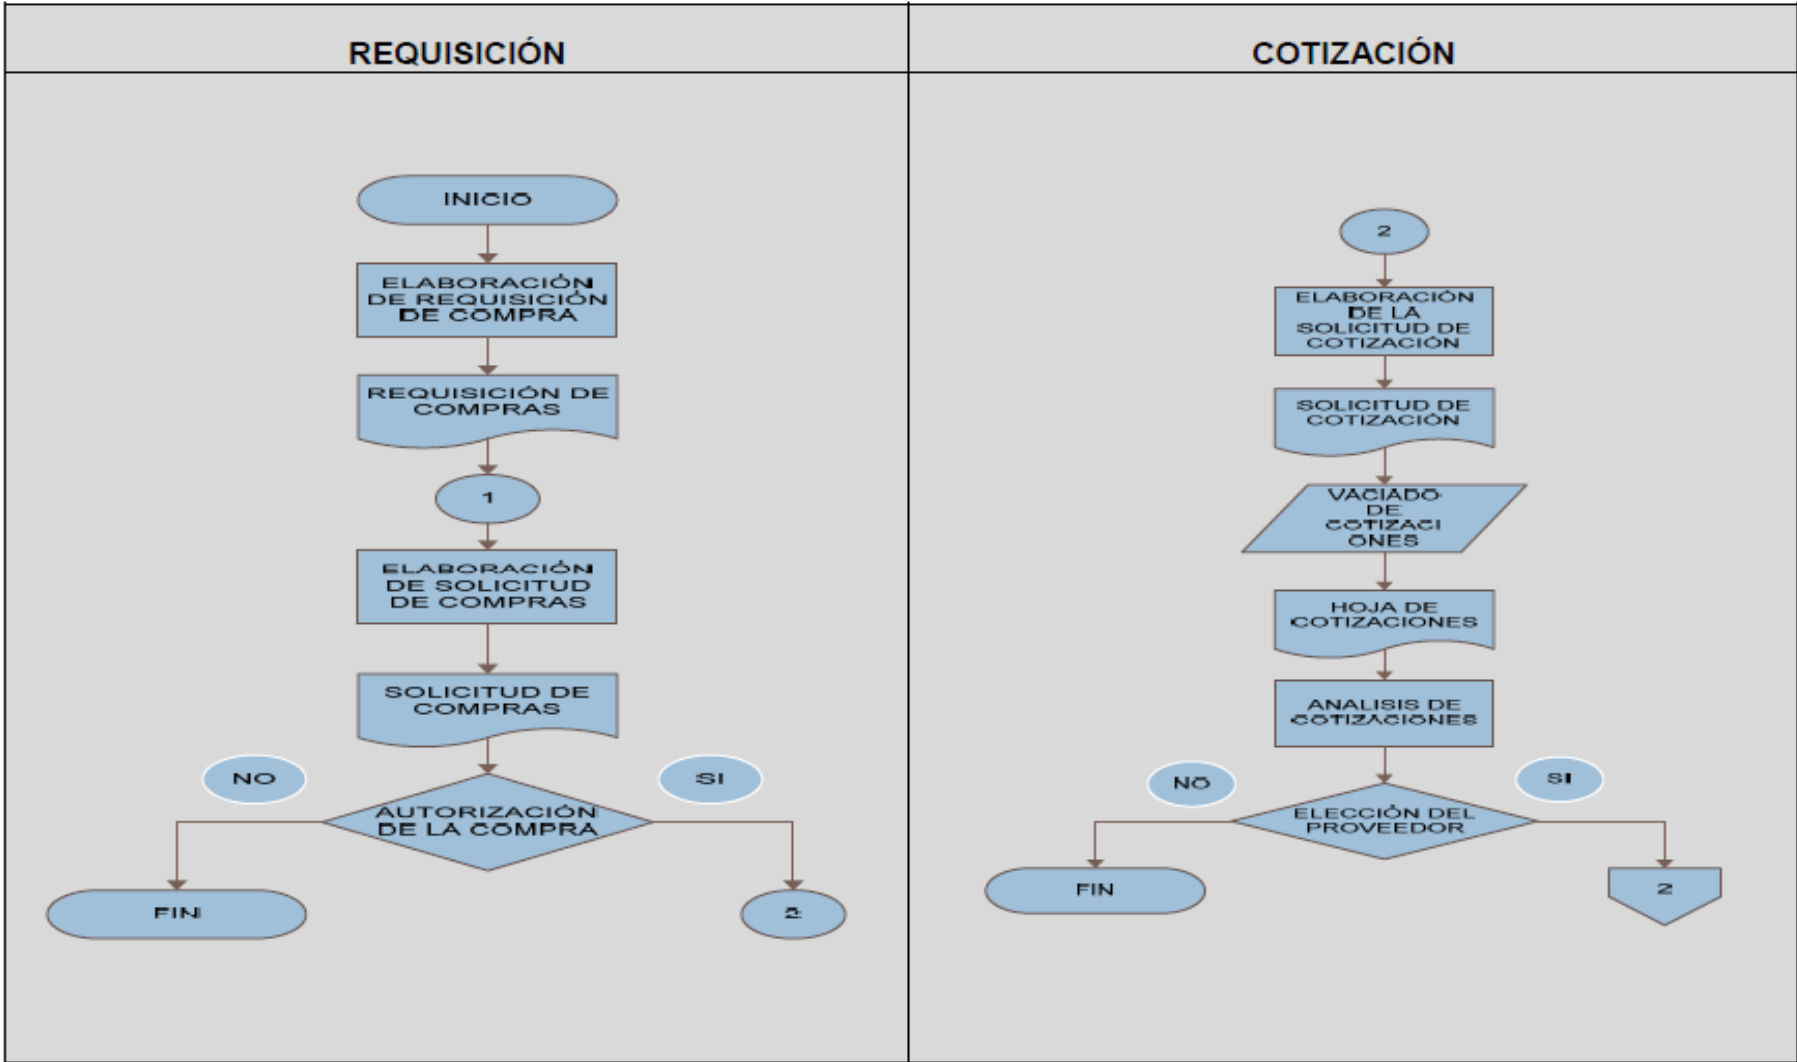 REQUISICIÓN
INICIO
ELABORACIÓN
DE REQUISICIÓN
DE COMPRA
REQUISICIÓN DE
COMPRAS
1
ELABORACIÓN
DE SOLICITUD
DE COMPRAS
SOLICITUD DE
COMPRAS
NO
SI
AUTORIZACIÓN
DE LA COMPRA
FIN
2
COTIZACIÓN
2
ELABORACIÓN
DE LA
SOLICITUD DE
COTIZACIÓN
SOLICITUD DE
COTIZACIÓN
VACIADO
DE
COTIZACI
ONES
HOJA DE
COTIZACIONES
ANALISIS DE
COTIZACIONES
NO
SI
ELECCIÓN DEL
PROVEEDOR
FIN
2